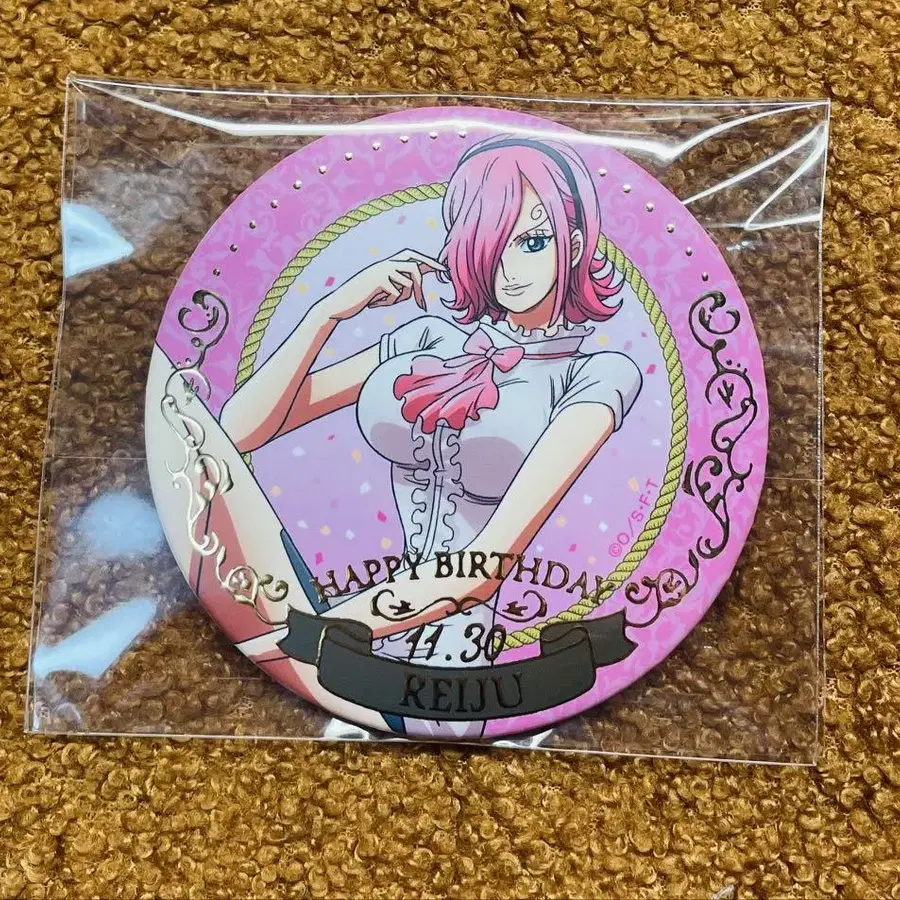 ©O/S·F·T
HAPPY BIRTHDAY
11.30
REIJU